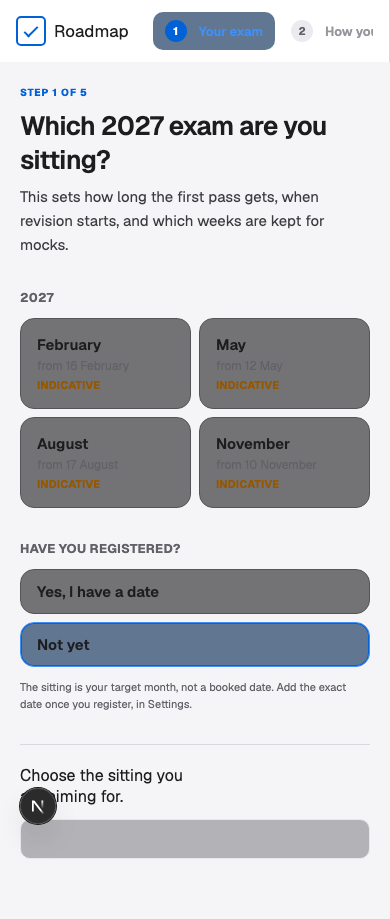 Roadmap
1 Your exam
2 How you
STEP 1 OF 5
Which 2027 exam are you
sitting?
This sets how long the first pass gets, when
revision starts, and which weeks are kept for
mocks.
2027
February
from 16 February
INDICATIVE
May
from 12 May
INDICATIVE
August
from 17 August
INDICATIVE
November
from 10 November
INDICATIVE
HAVE YOU REGISTERED?
Yes, I have a date
Not yet
The sitting is your target month, not a booked date. Add the exact
date once you register, in Settings.
Choose the sitting you
aiming for.
N